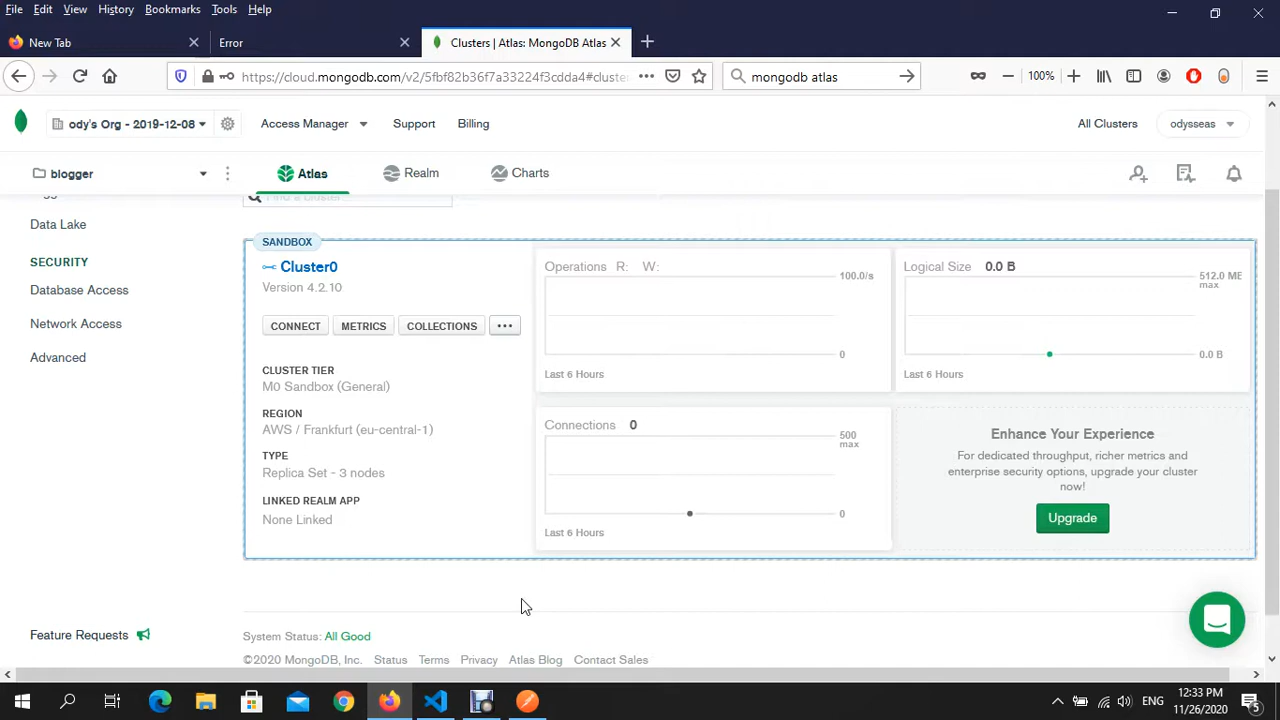 File Edit View History Bookmarks Tools Help
New Tab
Error
Clusters | Atlas: MongoDB Atlas
https://cloud.mongodb.com/v2/5fbf82b36f7a33224f3cdda4#cluste
mongodb atlas
100%
ody's Org - 2019-12-08
Access Manager
Support
Billing
All Clusters
odysseas
blogger
Atlas
Realm
Charts
Find a cluster
Data Lake
SECURITY
Database Access
Network Access
Advanced
Feature Requests
SANDBOX
Cluster0
Version 4.2.10
CONNECT
METRICS
COLLECTIONS
CLUSTER TIER
M0 Sandbox (General)
REGION
AWS / Frankfurt (eu-central-1)
TYPE
Replica Set - 3 nodes
LINKED REALM APP
None Linked
Operations R: W:
100.0/s
0
Last 6 Hours
Logical Size 0.0 B
512.0 MB
max
0.0 B
Last 6 Hours
Connections 0
500
max
0
Last 6 Hours
Enhance Your Experience
For dedicated throughput, richer metrics and
enterprise security options, upgrade your cluster
now!
Upgrade
System Status: All Good
©2020 MongoDB, Inc. Status Terms Privacy Atlas Blog Contact Sales
ENG
12:33 PM
11/26/2020
5